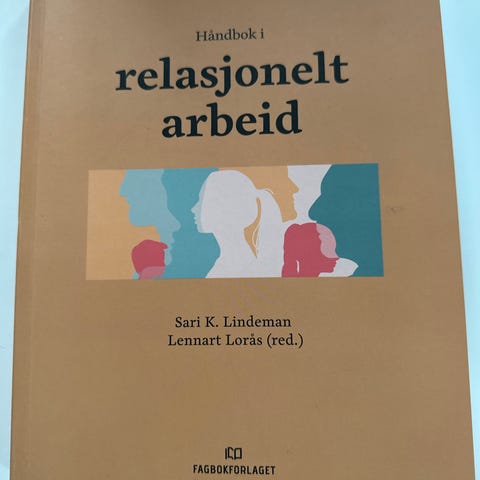 Håndbok i
relasjonelt
arbeid
Sari K. Lindeman
Lennart Lorås (red.)
FAGBOKFORLAGET